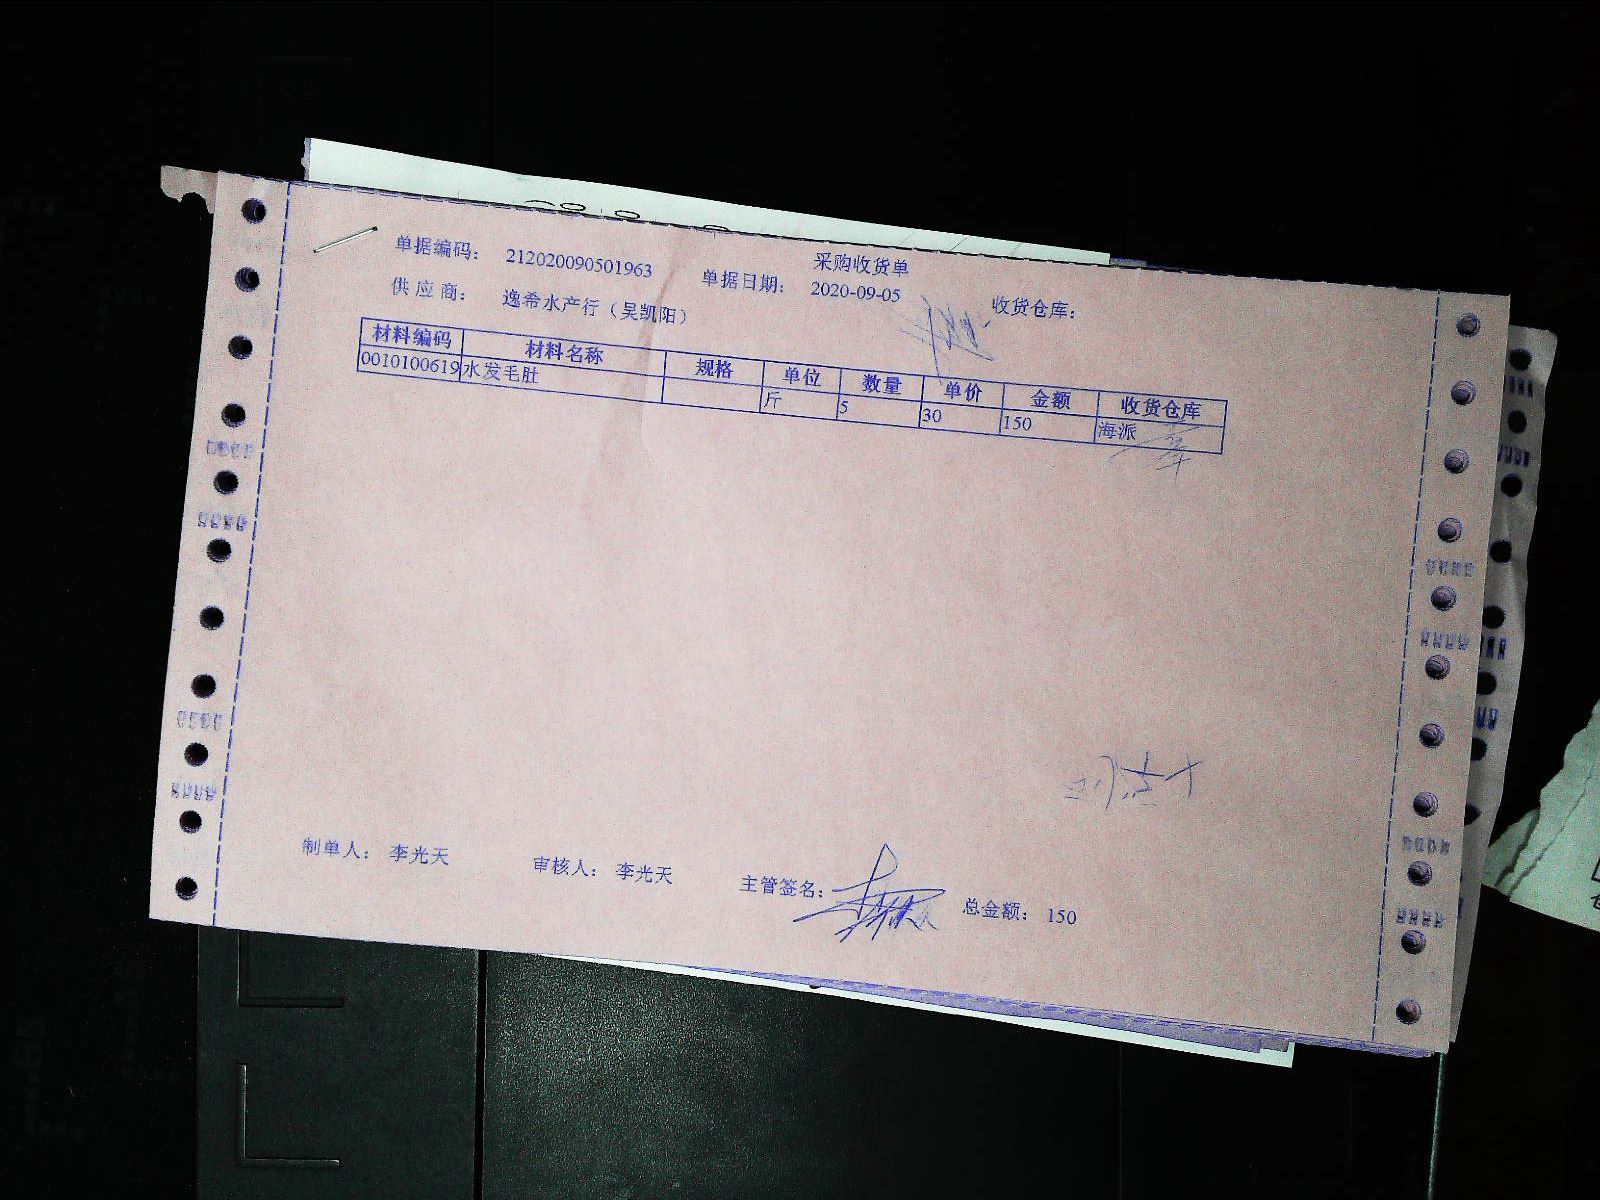 采购收货单
单据编码： 212020090501963 单据日期： 2020-09-05 收货仓库：
供 应 商： 逸希水产行（吴凯阳）
材料编码 材料名称 规格 单位 数量 单价 金额 收货仓库
0010100619 水发毛肚 斤 5 30 150 海派
制单人： 李光天 审核人： 李光天 主管签名： 总金额： 150